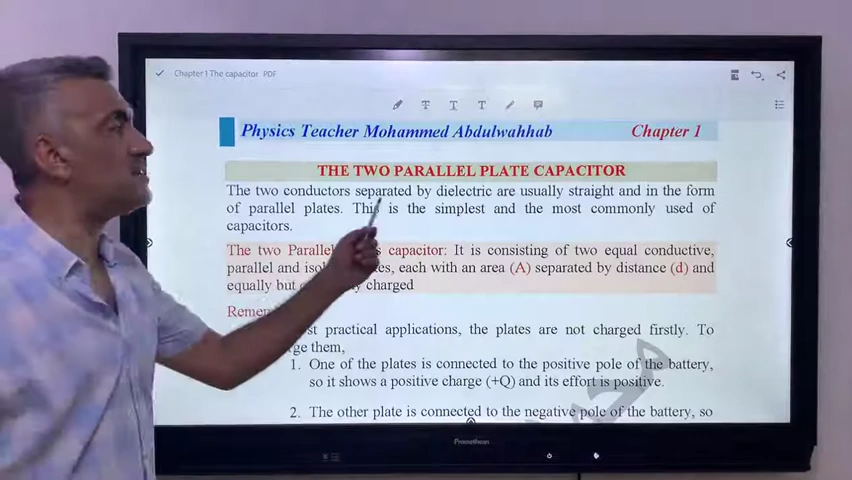 Chapter 1 The capacitor PDF
Physics Teacher Mohammed Abdulwahhab Chapter 1
THE TWO PARALLEL PLATE CAPACITOR
The two conductors separated by dielectric are usually straight and in the form
of parallel plates. This is the simplest and the most commonly used of
capacitors.
The two capacitor: It is consisting of two equal conductive,
parallel and each with an area (A) separated by distance (d) and
equally but charged
practical applications, the plates are not charged firstly. To
them,
1. One of the plates is connected to the positive pole of the battery,
so it shows a positive charge (+Q) and its effort is positive.
2. The other plate is connected to the negative pole of the battery, so
Promethean